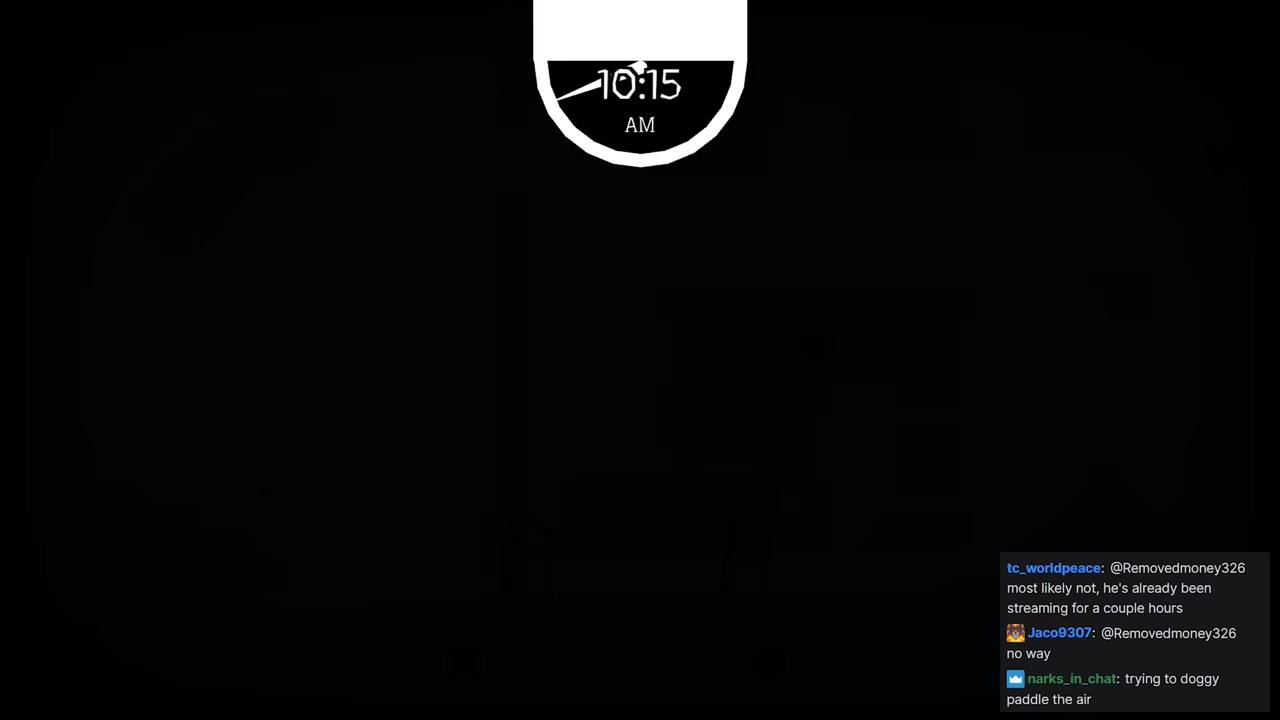 10:15
AM
tc_worldpeace: @Removedmoney326
most likely not, he's already been
streaming for a couple hours
Jaco9307: @Removedmoney326
no way
narks_in_chat: trying to doggy
paddle the air